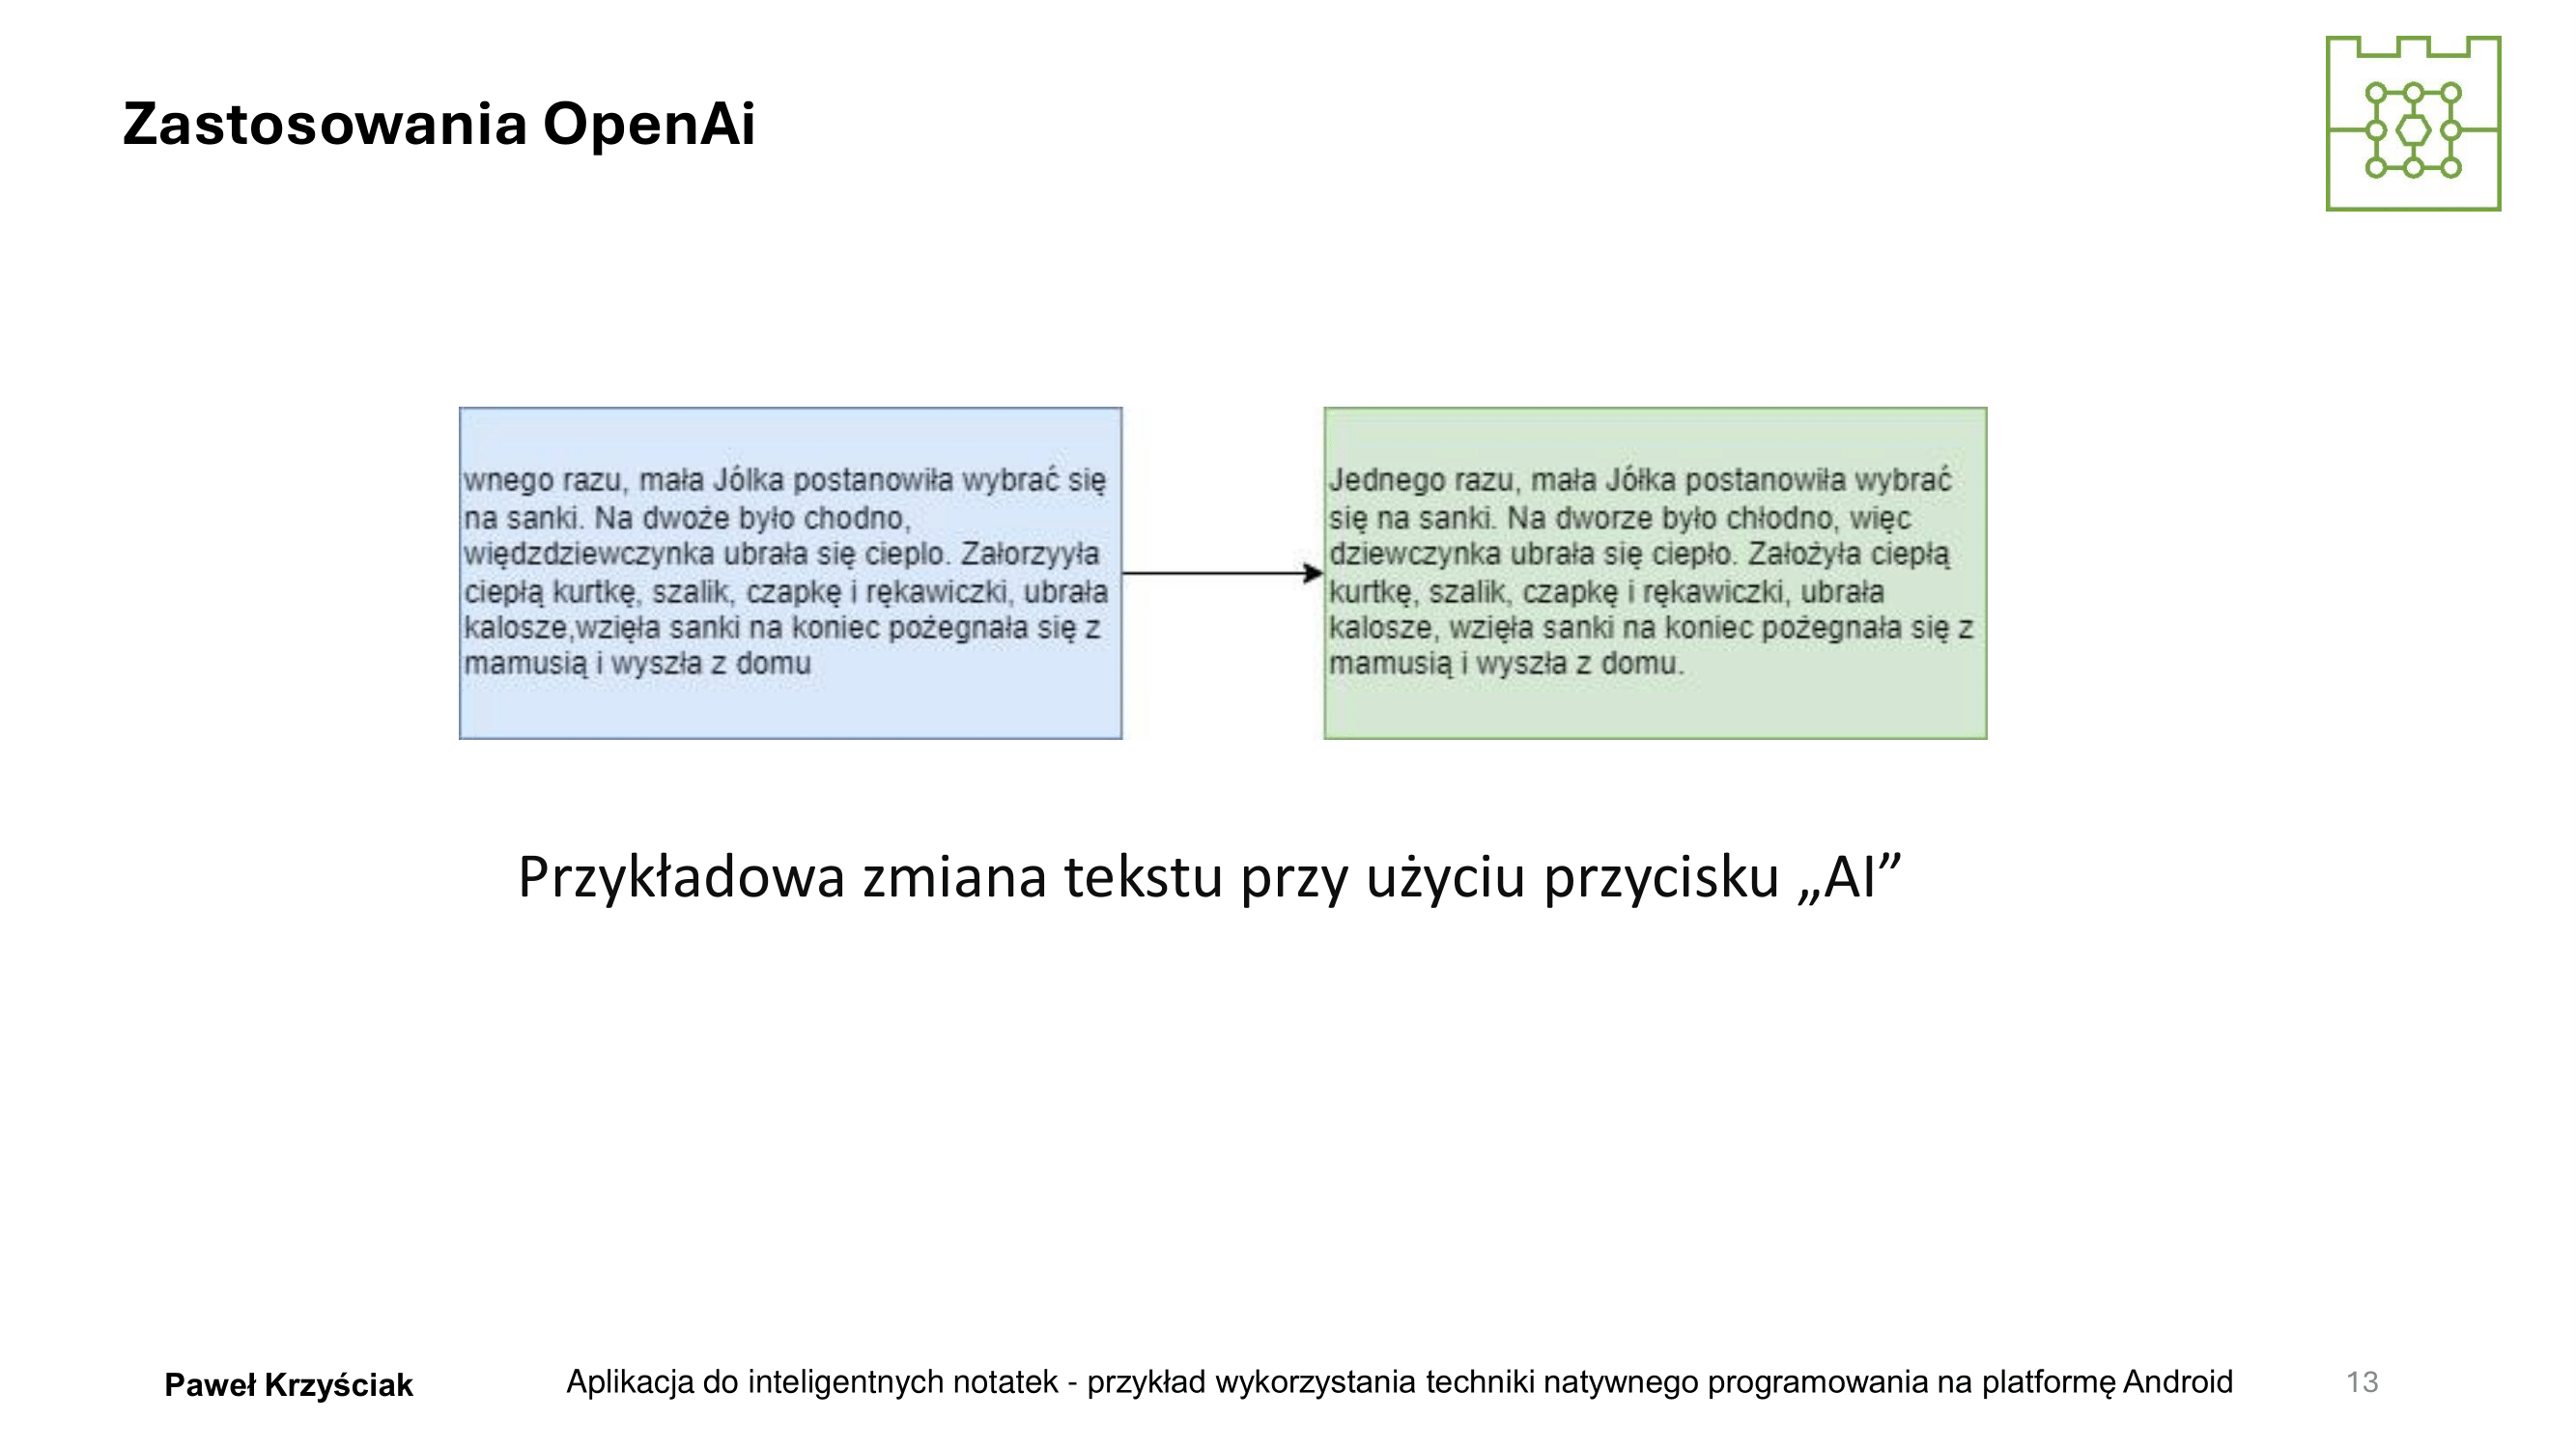 Zastosowania OpenAi
wnego razu, mała Jólka postanowiła wybrać się
na sanki. Na dwoże było chodno,
więdzdziewczynka ubrała się cieplo. Załorzyyła
ciepłą kurtkę, szalik, czapkę i rękawiczki, ubrała
kalosze,wzięła sanki na koniec pożegnała się z
mamusią i wyszła z domu
Jednego razu, mała Jółka postanowiła wybrać
się na sanki. Na dworze było chłodno, więc
dziewczynka ubrała się ciepło. Założyła ciepłą
kurtkę, szalik, czapkę i rękawiczki, ubrała
kalosze, wzięła sanki na koniec pożegnała się z
mamusią i wyszła z domu.
Przykładowa zmiana tekstu przy użyciu przycisku „AI”
Paweł Krzyściak
Aplikacja do inteligentnych notatek - przykład wykorzystania techniki natywnego programowania na platformę Android
13